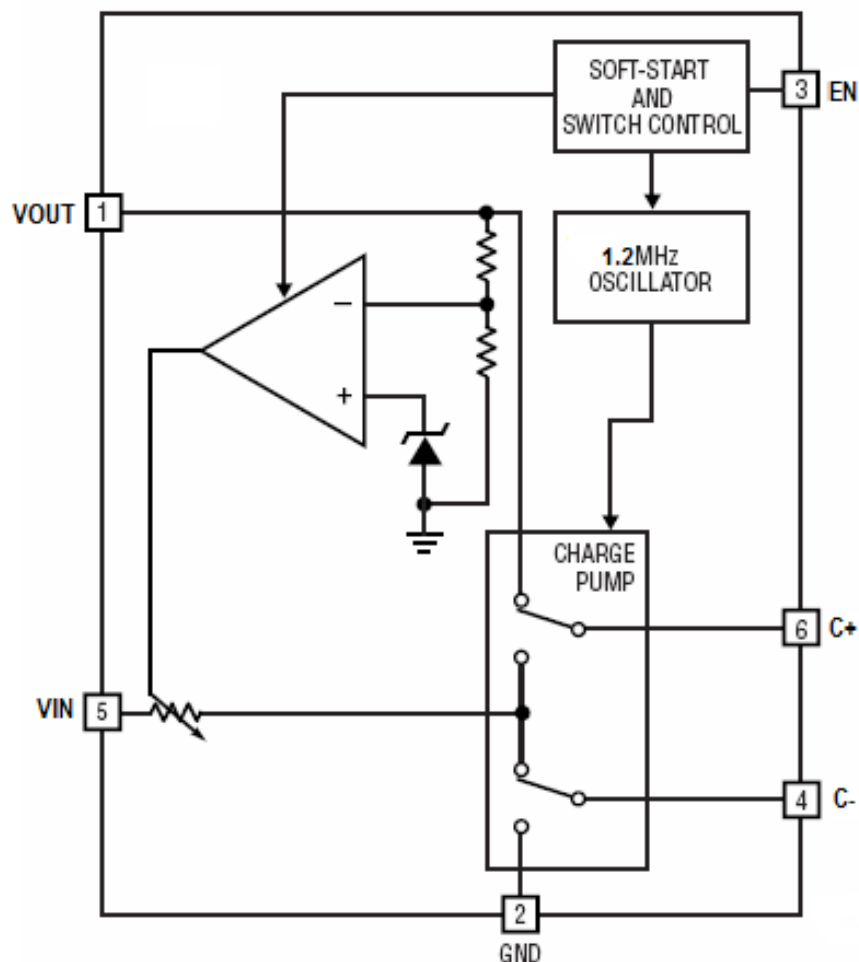 SOFT-START
AND
SWITCH CONTROL
3 EN
VOUT 1
1.2MHz
OSCILLATOR
−
+
CHARGE
PUMP
6 C+
VIN 5
4 C-
2
GND